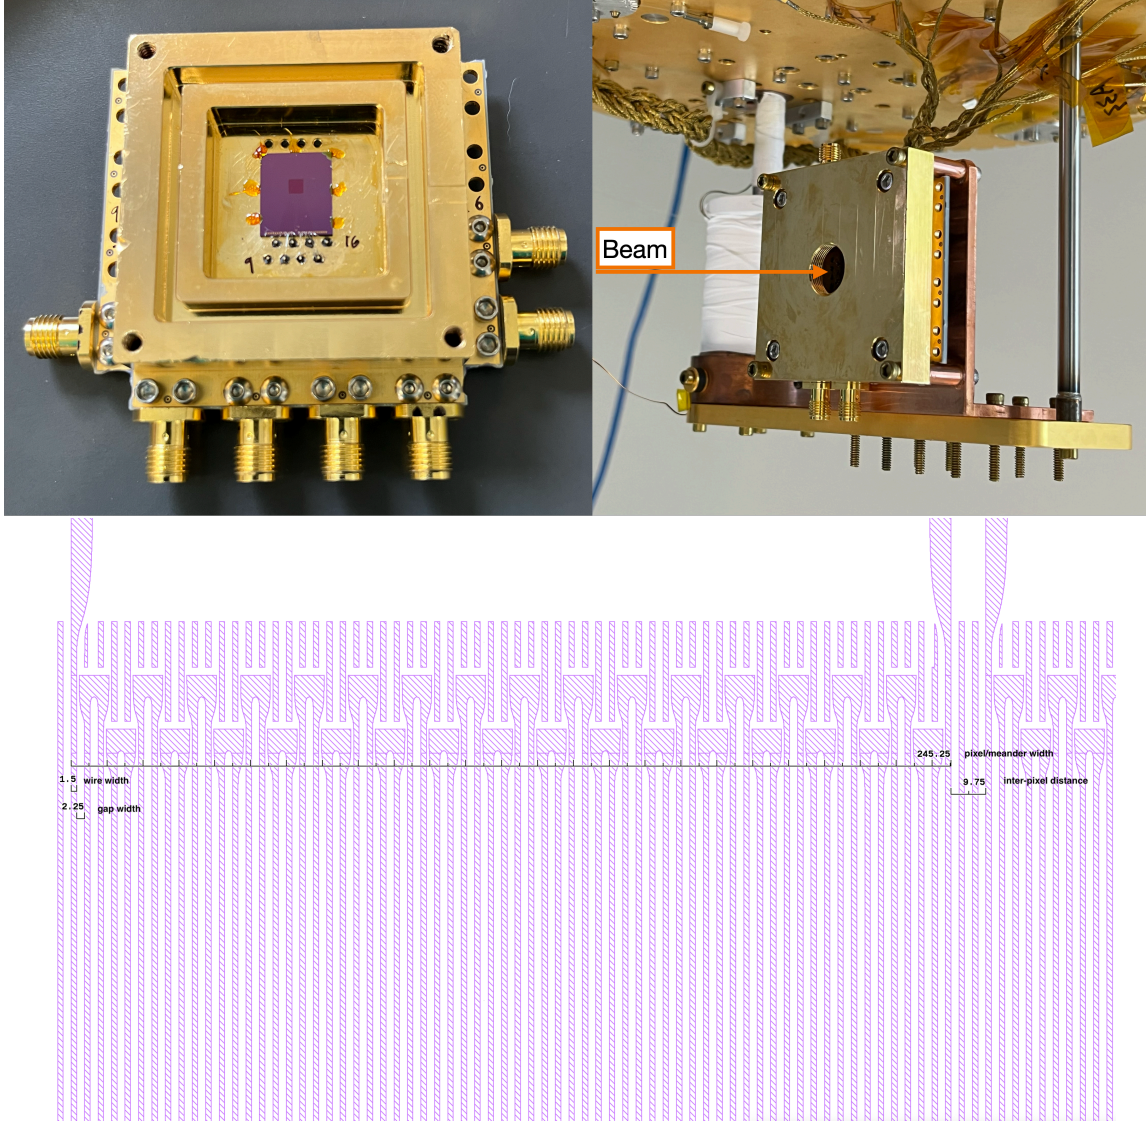 9
6
16
9
Beam
245.25 pixel/meander width
1.5 wire width
9.75 inter-pixel distance
2.25 gap width